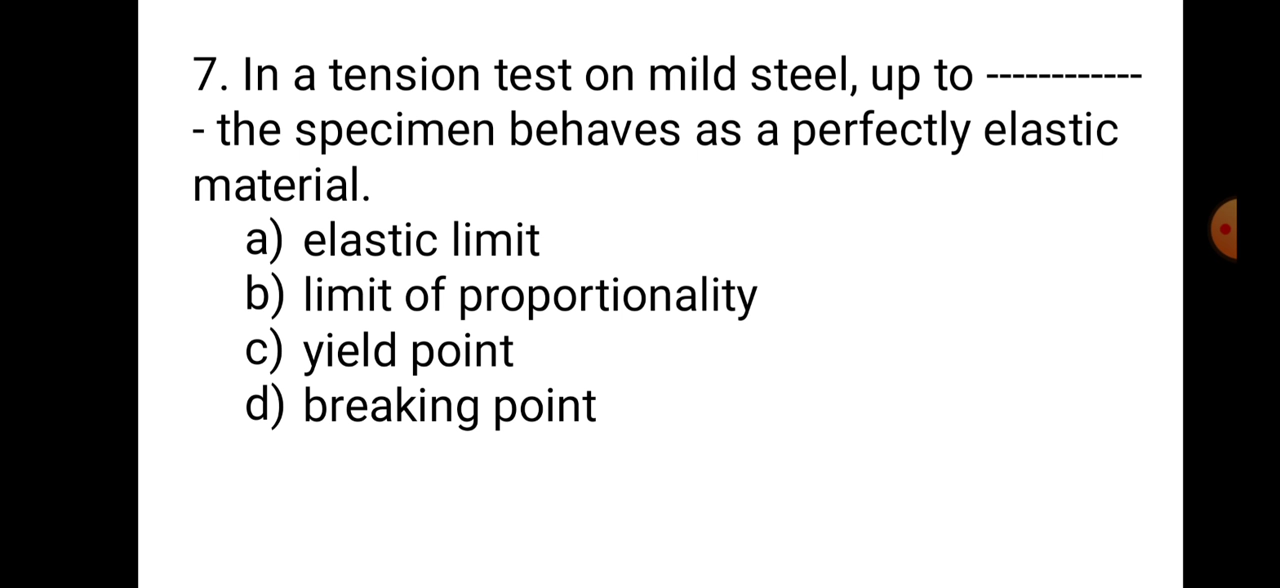 7. In a tension test on mild steel, up to ------------
- the specimen behaves as a perfectly elastic
material.
a) elastic limit
b) limit of proportionality
c) yield point
d) breaking point